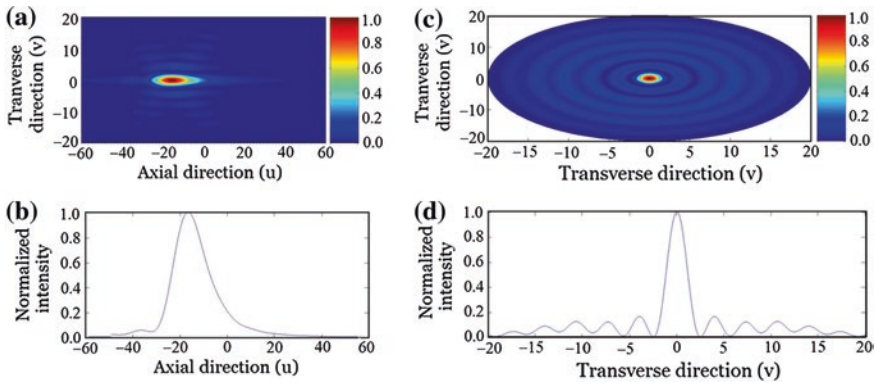 (a)
Tranverse
direction (v)
20
10
0
−10
−20
−60 −40 −20 0 20 40 60
Axial direction (u)
1.0
0.8
0.6
0.4
0.2
0.0
(c)
Tranverse
direction (v)
20
15
10
5
0
−5
−10
−15
−20
−20 −15 −10 −5 0 5 10 15 20
Transverse direction (v)
1.0
0.8
0.6
0.4
0.2
0.0
(b)
Normalized
intensity
1.0
0.8
0.6
0.4
0.2
0.0
−60 −40 −20 0 20 40 60
Axial direction (u)
(d)
Normalized
intensity
1.0
0.8
0.6
0.4
0.2
0.0
−20 −15 −10 −5 0 5 10 15 20
Transverse direction (v)